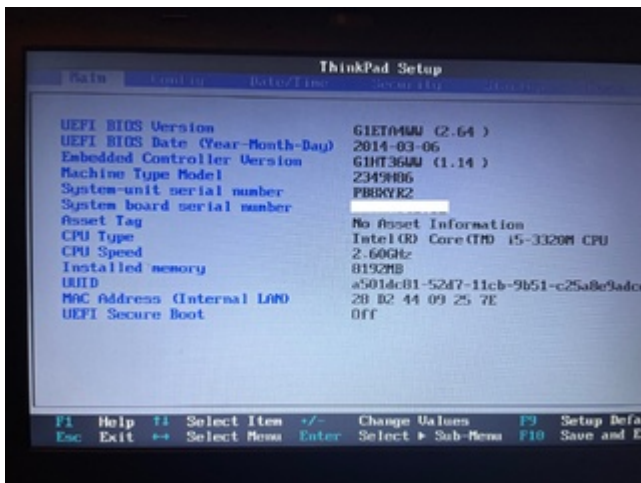 ThinkPad Setup
Main Config Date/Time Security
UEFI BIOS Version G1ETA4WW (2.64 )
UEFI BIOS Date (Year-Month-Day) 2014-03-06
Embedded Controller Version G1HT36WW (1.14 )
Machine Type Model 2349H86
System-unit serial number PBBXYR2
System board serial number
Asset Tag No Asset Information
CPU Type Intel(R) Core(TM) i5-3320M CPU
CPU Speed 2.60GHz
Installed memory 8192MB
UUID a501dc81-52d7-11cb-9b51-c25a8e9adc
MAC Address (Internal LAN) 28 D2 44 09 25 7E
UEFI Secure Boot Off
F1 Help ↑↓ Select Item +/- Change Values F9 Setup Defa
Esc Exit ↔ Select Menu Enter Select ▶ Sub-Menu F10 Save and E